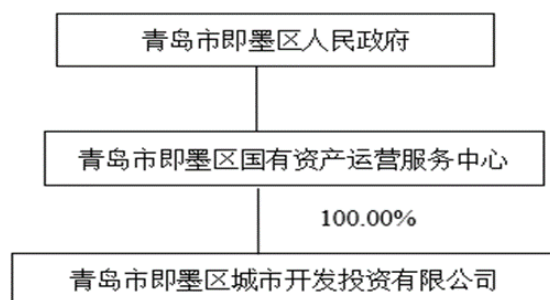 青岛市即墨区人民政府
青岛市即墨区国有资产运营服务中心
100.00%
青岛市即墨区城市开发投资有限公司